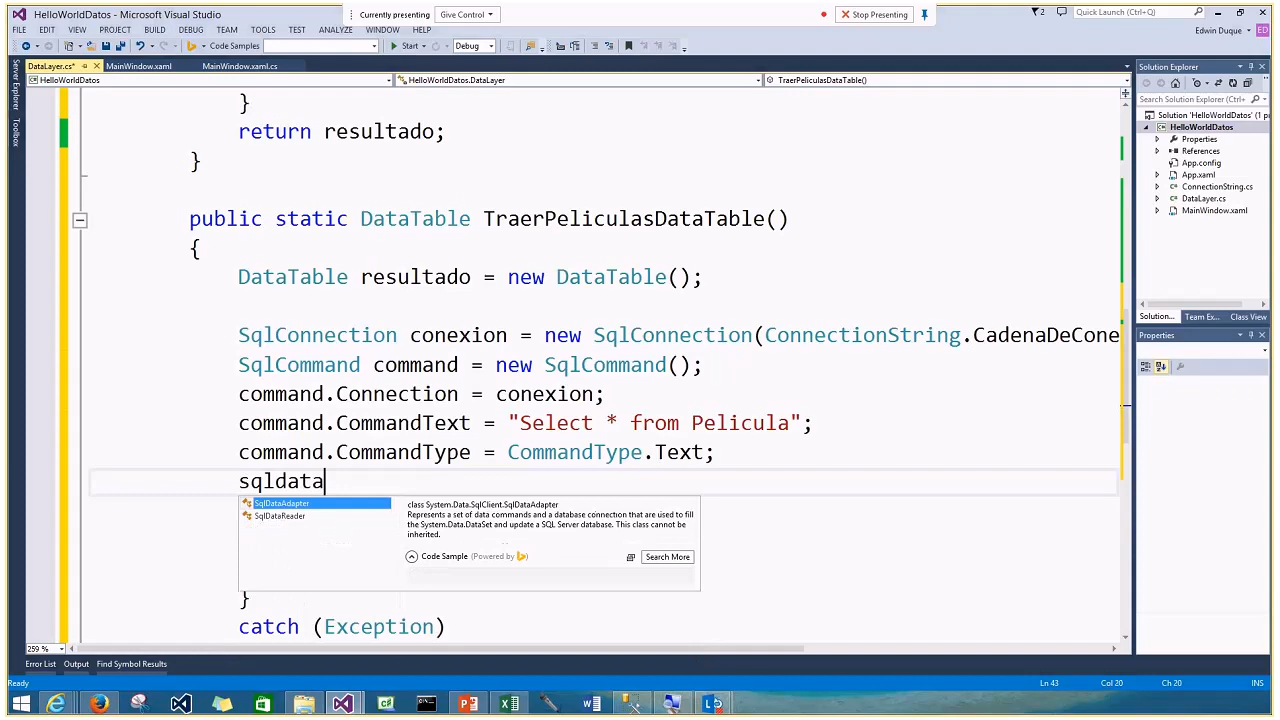 HelloWorldDatos - Microsoft Visual Studio
Currently presenting
Give Control
Stop Presenting
2
Quick Launch (Ctrl+Q)
FILE EDIT VIEW PROJECT BUILD DEBUG TEAM TOOLS TEST ANALYZE WINDOW HELP
Edwin Duque
ED
Code Samples
Start
Debug
DataLayer.cs*
MainWindow.xaml
MainWindow.xaml.cs
HelloWorldDatos
HelloWorldDatos.DataLayer
TraerPeliculasDataTable()
Server Explorer
Toolbox
}
return resultado;
}
public static DataTable TraerPeliculasDataTable()
{
DataTable resultado = new DataTable();
SqlConnection conexion = new SqlConnection(ConnectionString.CadenaDeCone
SqlCommand command = new SqlCommand();
command.Connection = conexion;
command.CommandText = "Select * from Pelicula";
command.CommandType = CommandType.Text;
sqldata
SqlDataAdapter
SqlDataReader
class System.Data.SqlClient.SqlDataAdapter
Represents a set of data commands and a database connection that are used to fill
the System.Data.DataSet and update a SQL Server database. This class cannot be
inherited.
Code Sample (Powered by )
Search More
}
catch (Exception)
Solution Explorer
Search Solution Explorer (Ctrl+
Solution 'HelloWorldDatos' (1 p
HelloWorldDatos
Properties
References
App.config
App.xaml
ConnectionString.cs
DataLayer.cs
MainWindow.xaml
Solution...
Team Ex...
Class View
Properties
259 %
Error List
Output
Find Symbol Results
Ready
Ln 43
Col 20
Ch 20
INS